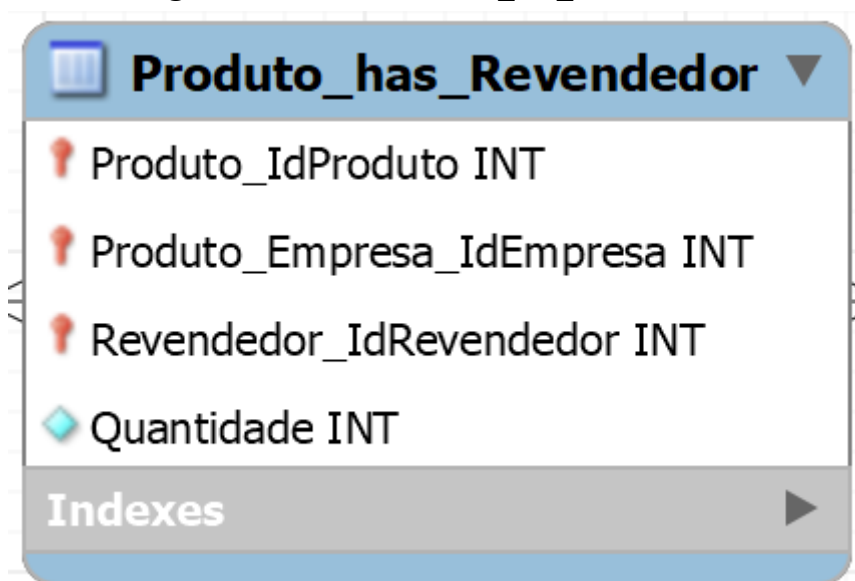 Produto_has_Revendedor
Produto_IdProduto INT
Produto_Empresa_IdEmpresa INT
Revendedor_IdRevendedor INT
Quantidade INT
Indexes